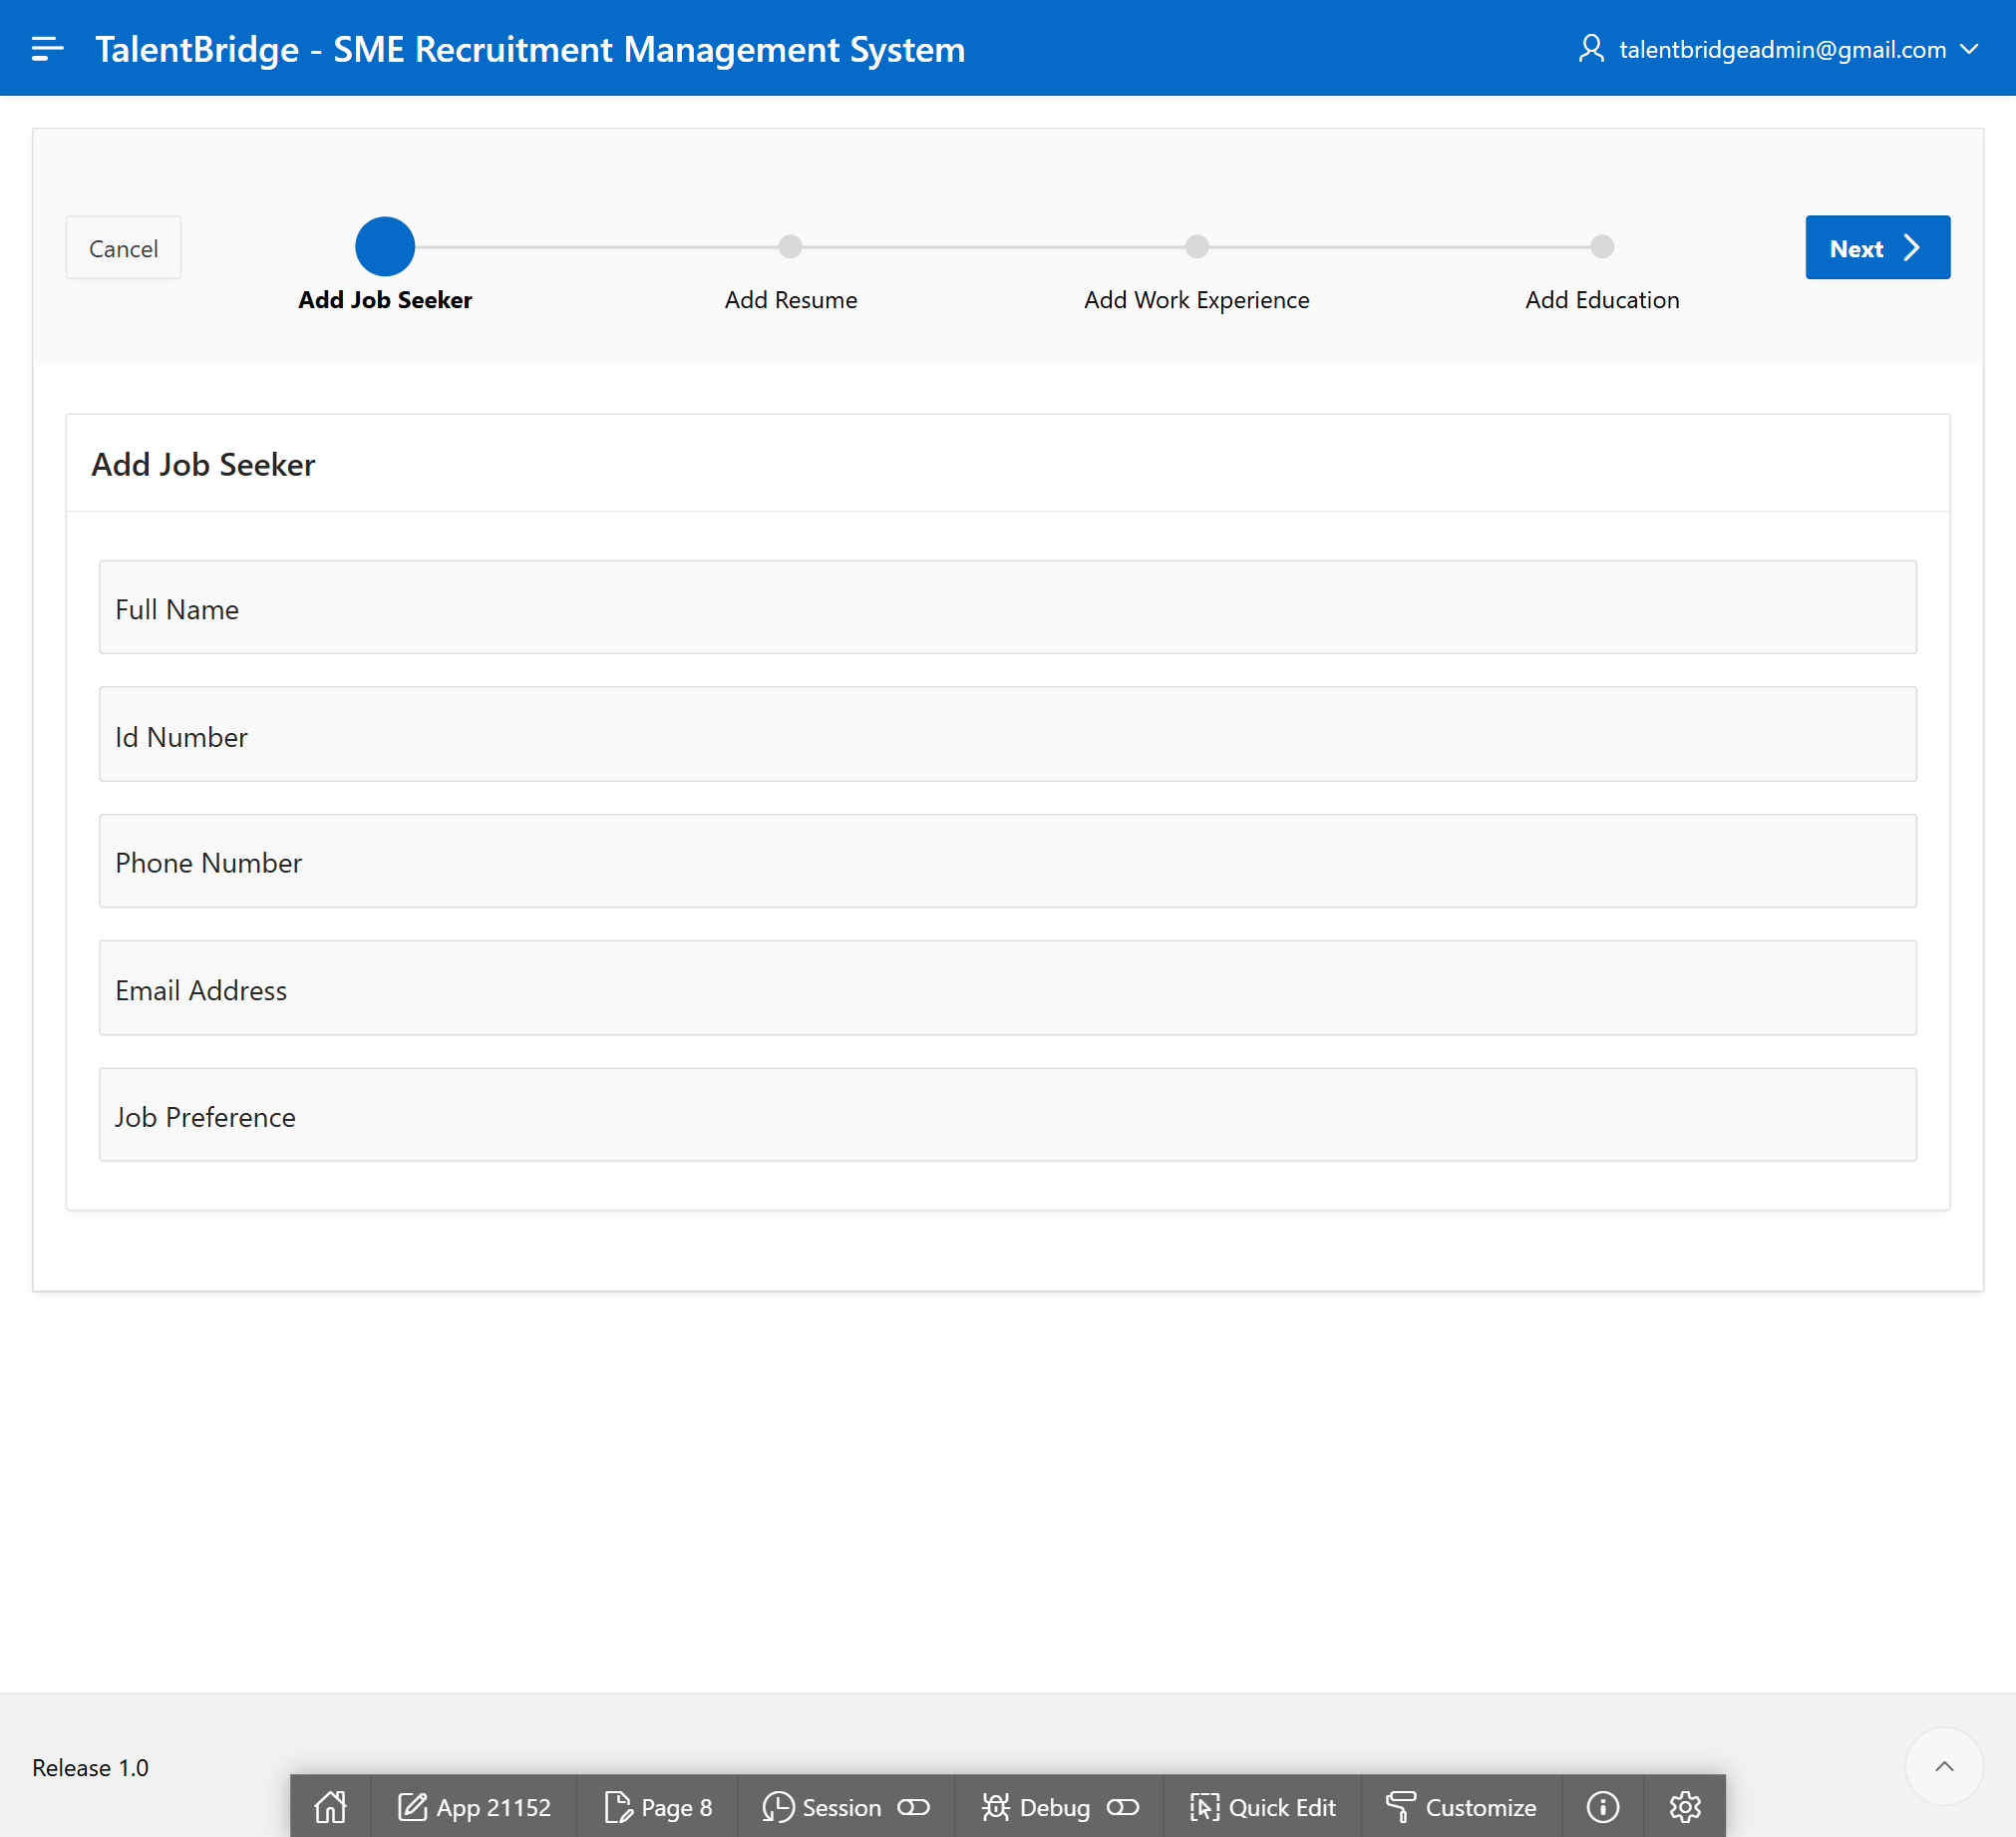 TalentBridge - SME Recruitment Management System
talentbridgeadmin@gmail.com
Cancel
Add Job Seeker
Add Resume
Add Work Experience
Add Education
Next
Add Job Seeker
Full Name
Id Number
Phone Number
Email Address
Job Preference
Release 1.0
App 21152
Page 8
Session
Debug
Quick Edit
Customize